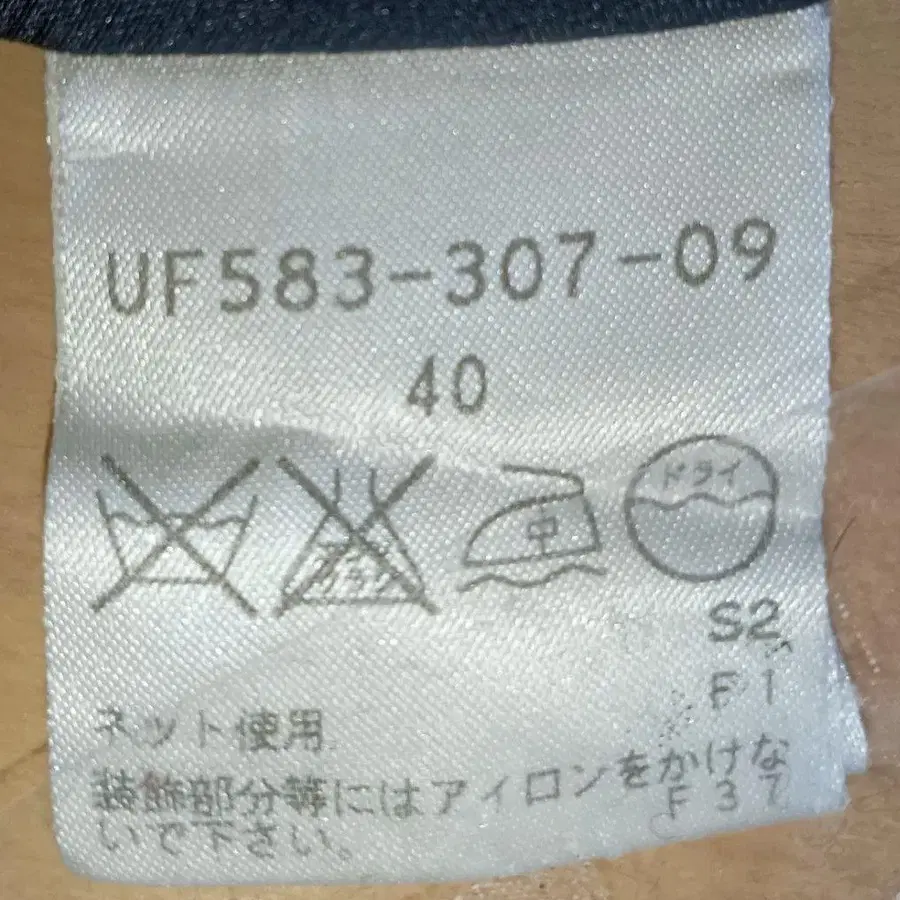 UF583-307-09
40
中
ドライ
S2
F1
ネット使用
装飾部分等にはアイロンをかけな
F37
いで下さい。